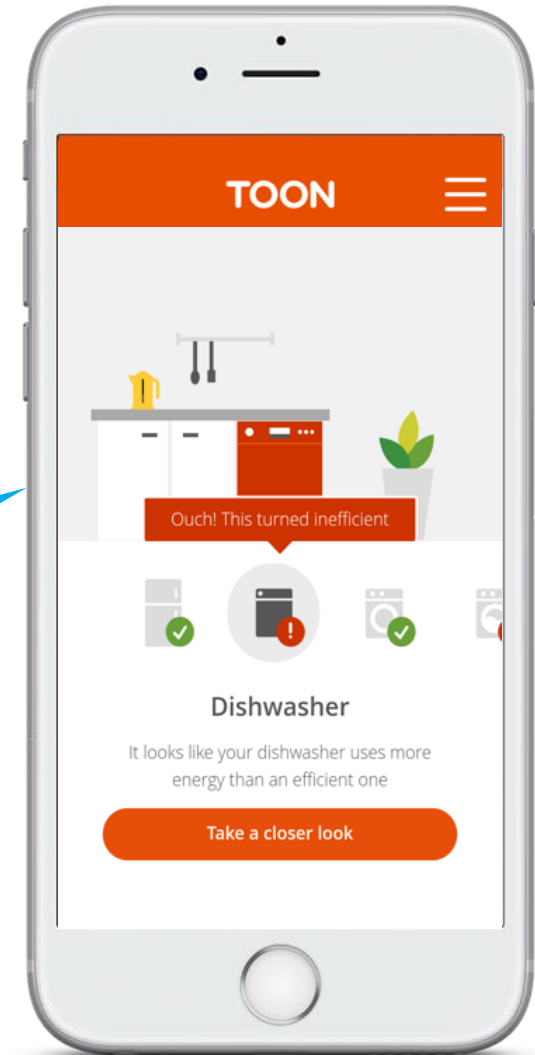 TOON
Ouch! This turned inefficient
Dishwasher
It looks like your dishwasher uses more
energy than an efficient one
Take a closer look